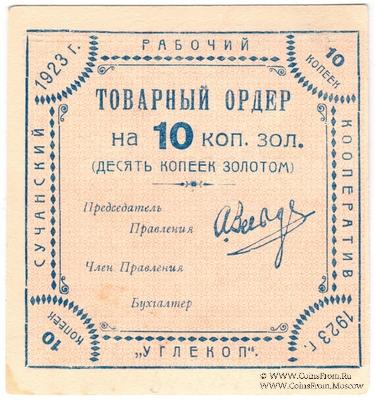 1923 г.
РАБОЧИЙ
10 КОПЕЕК
СУЧАНСКИЙ
КООПЕРАТИВ
ТОВАРНЫЙ ОРДЕР
на 10 коп. зол.
(ДЕСЯТЬ КОПЕЕК ЗОЛОТОМ)
Председатель
Правления
Член Правления
Бухгалтер
10 КОПЕЕК
„УГЛЕКОП".
1923 г.
© www.CoinsFrom.Ru
www.CoinsFrom.Moscow